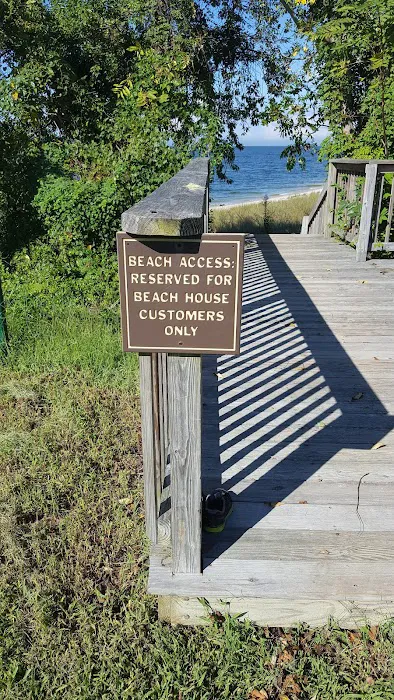 BEACH ACCESS:
RESERVED FOR
BEACH HOUSE
CUSTOMERS
ONLY